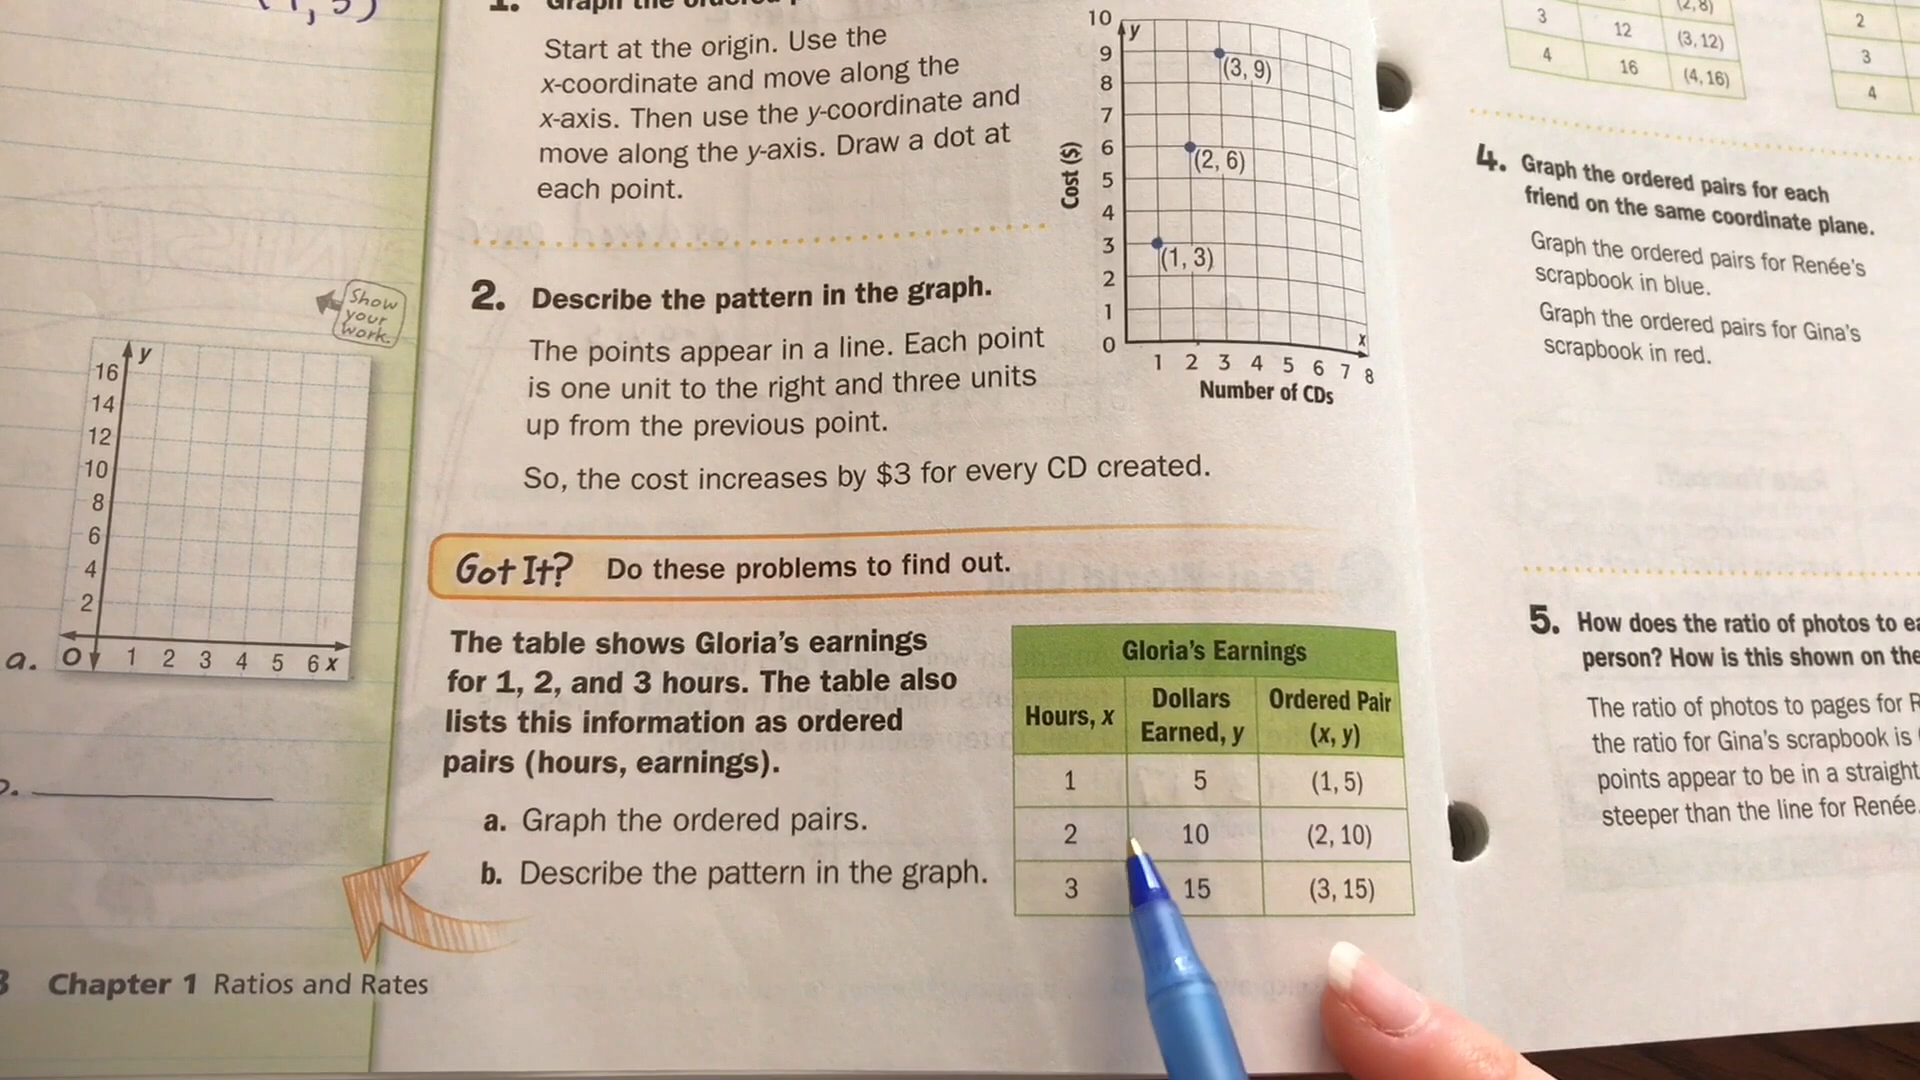 Start at the origin. Use the
x-coordinate and move along the
x-axis. Then use the y-coordinate and
move along the y-axis. Draw a dot at
each point.
10
y
9
8
7
6
5
4
3
2
1
0
Cost ($)
(3, 9)
(2, 6)
(1, 3)
x
1 2 3 4 5 6 7 8
Number of CDs
2. Describe the pattern in the graph.
The points appear in a line. Each point
is one unit to the right and three units
up from the previous point.
So, the cost increases by $3 for every CD created.
Show
your
work.
y
16
14
12
10
8
6
4
2
a. O 1 2 3 4 5 6 x
Got It? Do these problems to find out.
The table shows Gloria's earnings
for 1, 2, and 3 hours. The table also
lists this information as ordered
pairs (hours, earnings).
a. Graph the ordered pairs.
b. Describe the pattern in the graph.
Gloria's Earnings
Hours, x Dollars Earned, y Ordered Pair (x, y)
1 5 (1, 5)
2 10 (2, 10)
3 15 (3, 15)
Chapter 1 Ratios and Rates
(2, 8)
3 12 (3, 12)
4 16 (4, 16)
2
3
4
4. Graph the ordered pairs for each
friend on the same coordinate plane.
Graph the ordered pairs for Renée's
scrapbook in blue.
Graph the ordered pairs for Gina's
scrapbook in red.
5. How does the ratio of photos to
person? How is this shown on the
The ratio of photos to pages for
the ratio for Gina's scrapbook is
points appear to be in a straight
steeper than the line for Renée